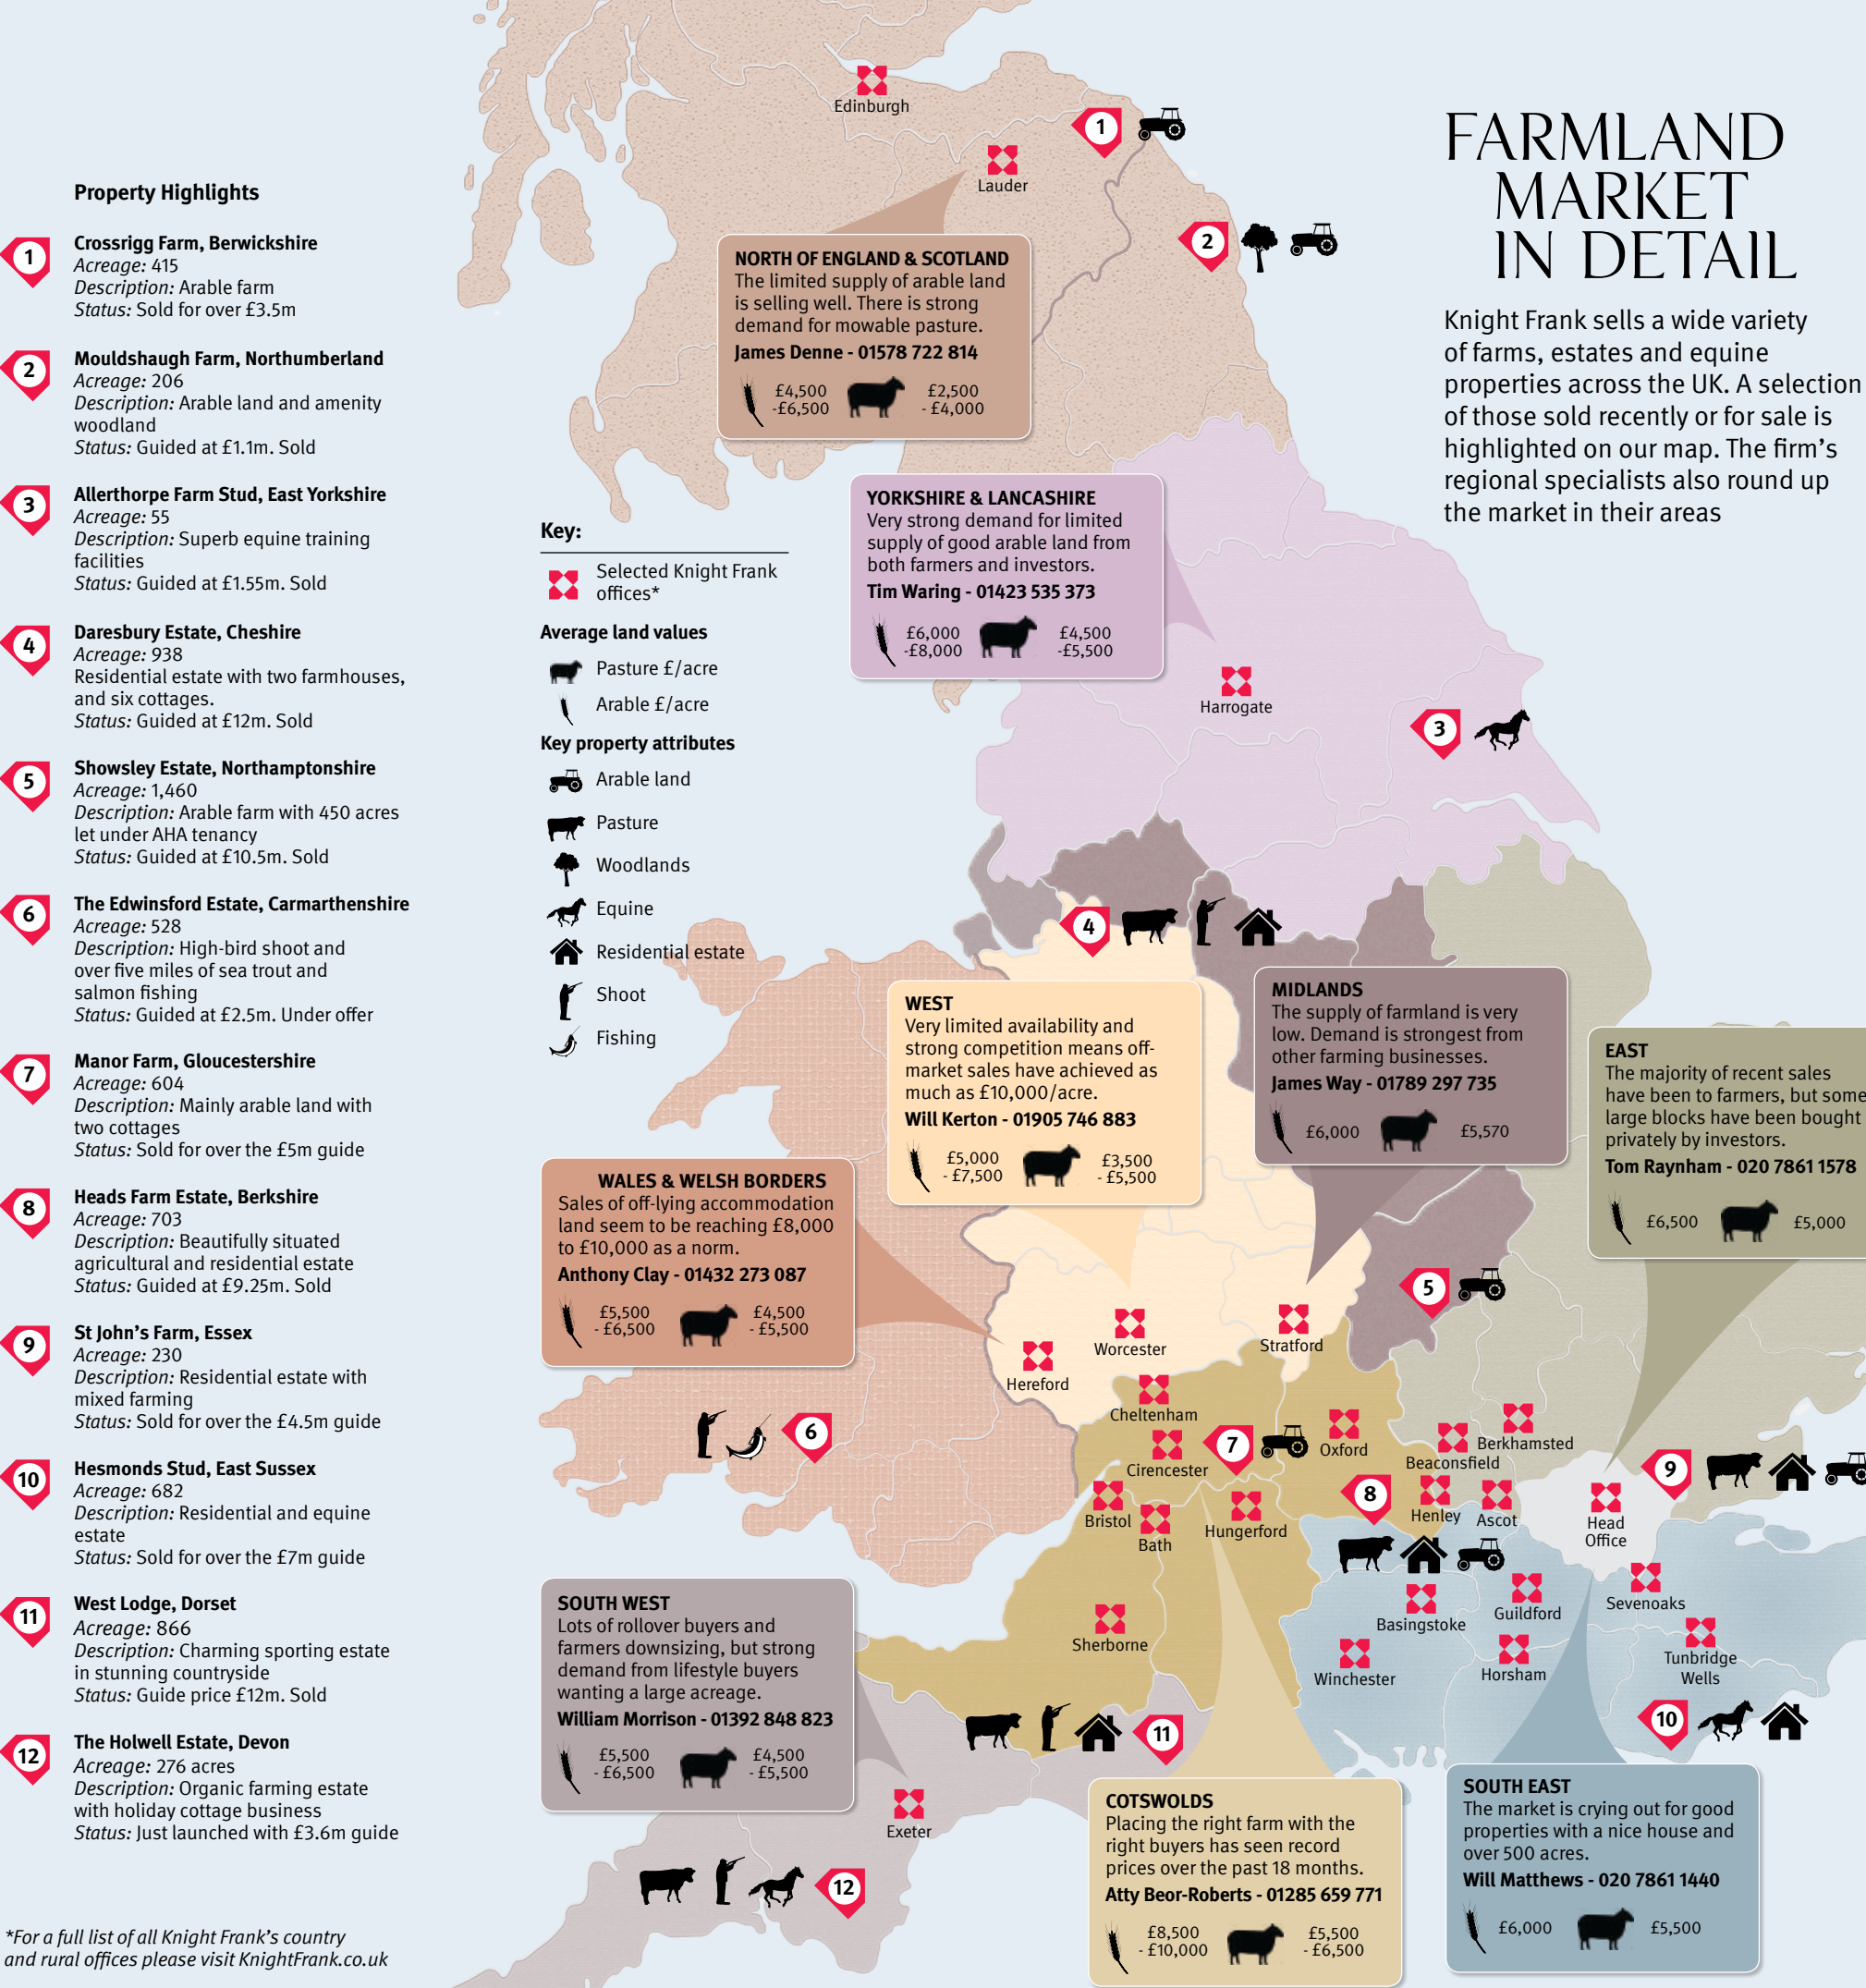 FARMLAND
MARKET
IN DETAIL
Knight Frank sells a wide variety
of farms, estates and equine
properties across the UK. A selection
of those sold recently or for sale is
highlighted on our map. The firm's
regional specialists also round up
the market in their areas
Property Highlights
1
Crossrigg Farm, Berwickshire
Acreage: 415
Description: Arable farm
Status: Sold for over £3.5m
2
Mouldshaugh Farm, Northumberland
Acreage: 206
Description: Arable land and amenity
woodland
Status: Guided at £1.1m. Sold
3
Allerthorpe Farm Stud, East Yorkshire
Acreage: 55
Description: Superb equine training
facilities
Status: Guided at £1.55m. Sold
4
Daresbury Estate, Cheshire
Acreage: 938
Residential estate with two farmhouses,
and six cottages.
Status: Guided at £12m. Sold
5
Showsley Estate, Northamptonshire
Acreage: 1,460
Description: Arable farm with 450 acres
let under AHA tenancy
Status: Guided at £10.5m. Sold
6
The Edwinsford Estate, Carmarthenshire
Acreage: 528
Description: High-bird shoot and
over five miles of sea trout and
salmon fishing
Status: Guided at £2.5m. Under offer
7
Manor Farm, Gloucestershire
Acreage: 604
Description: Mainly arable land with
two cottages
Status: Sold for over the £5m guide
8
Heads Farm Estate, Berkshire
Acreage: 703
Description: Beautifully situated
agricultural and residential estate
Status: Guided at £9.25m. Sold
9
St John's Farm, Essex
Acreage: 230
Description: Residential estate with
mixed farming
Status: Sold for over the £4.5m guide
10
Hesmonds Stud, East Sussex
Acreage: 682
Description: Residential and equine
estate
Status: Sold for over the £7m guide
11
West Lodge, Dorset
Acreage: 866
Description: Charming sporting estate
in stunning countryside
Status: Guide price £12m. Sold
12
The Holwell Estate, Devon
Acreage: 276 acres
Description: Organic farming estate
with holiday cottage business
Status: Just launched with £3.6m guide
*For a full list of all Knight Frank's country
and rural offices please visit KnightFrank.co.uk
Key:
Selected Knight Frank
offices*
Average land values
Pasture £/acre
Arable £/acre
Key property attributes
Arable land
Pasture
Woodlands
Equine
Residential estate
Shoot
Fishing
Edinburgh
1
Lauder
2
NORTH OF ENGLAND & SCOTLAND
The limited supply of arable land
is selling well. There is strong
demand for mowable pasture.
James Denne - 01578 722 814
£4,500
-£6,500
£2,500
- £4,000
YORKSHIRE & LANCASHIRE
Very strong demand for limited
supply of good arable land from
both farmers and investors.
Tim Waring - 01423 535 373
£6,000
-£8,000
£4,500
-£5,500
Harrogate
3
4
WEST
Very limited availability and
strong competition means off-
market sales have achieved as
much as £10,000/acre.
Will Kerton - 01905 746 883
£5,000
- £7,500
£3,500
- £5,500
MIDLANDS
The supply of farmland is very
low. Demand is strongest from
other farming businesses.
James Way - 01789 297 735
£6,000
£5,570
EAST
The majority of recent sales
have been to farmers, but some
large blocks have been bought
privately by investors.
Tom Raynham - 020 7861 1578
£6,500
£5,000
WALES & WELSH BORDERS
Sales of off-lying accommodation
land seem to be reaching £8,000
to £10,000 as a norm.
Anthony Clay - 01432 273 087
£5,500
- £6,500
£4,500
- £5,500
5
Worcester
Stratford
Hereford
Cheltenham
6
7
Cirencester
Oxford
Berkhamsted
Beaconsfield
9
8
Bristol
Bath
Hungerford
Henley
Ascot
Head
Office
Sherborne
Basingstoke
Guildford
Sevenoaks
Winchester
Horsham
Tunbridge
Wells
10
11
SOUTH WEST
Lots of rollover buyers and
farmers downsizing, but strong
demand from lifestyle buyers
wanting a large acreage.
William Morrison - 01392 848 823
£5,500
- £6,500
£4,500
- £5,500
Exeter
12
COTSWOLDS
Placing the right farm with the
right buyers has seen record
prices over the past 18 months.
Atty Beor-Roberts - 01285 659 771
£8,500
- £10,000
£5,500
- £6,500
SOUTH EAST
The market is crying out for good
properties with a nice house and
over 500 acres.
Will Matthews - 020 7861 1440
£6,000
£5,500